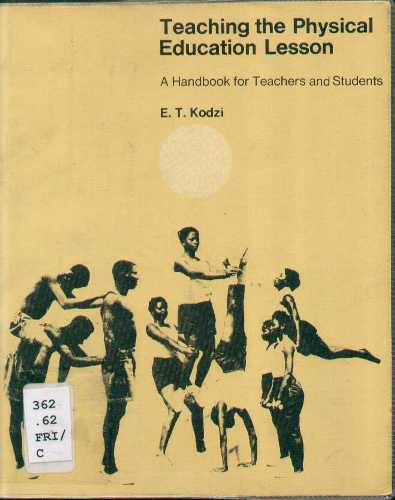 Teaching the Physical
Education Lesson
A Handbook for Teachers and Students
E. T. Kodzi
362
.62
FRI/
C